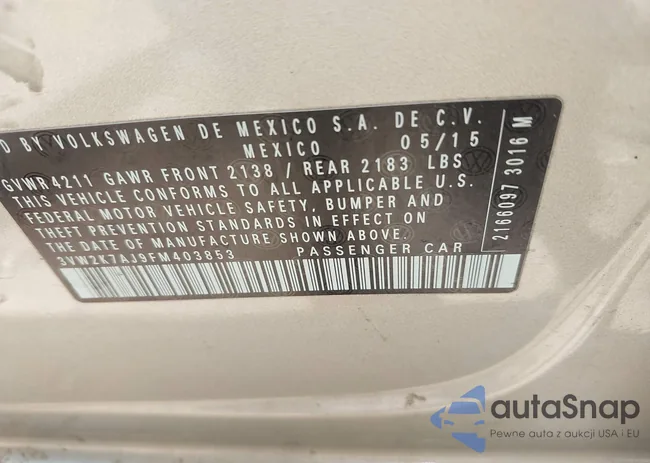 D BY VOLKSWAGEN DE MEXICO S.A. DE C.V.
MEXICO 05/15
GVWR 4211 GAWR FRONT 2138 / REAR 2183 LBS
THIS VEHICLE CONFORMS TO ALL APPLICABLE U.S.
FEDERAL MOTOR VEHICLE SAFETY, BUMPER AND
THEFT PREVENTION STANDARDS IN EFFECT ON
THE DATE OF MANUFACTURE SHOWN ABOVE.
3VW2K7AJ9FM403853 PASSENGER CAR
2166097 3016 M
autaSnap
Pewne auta z aukcji USA i EU